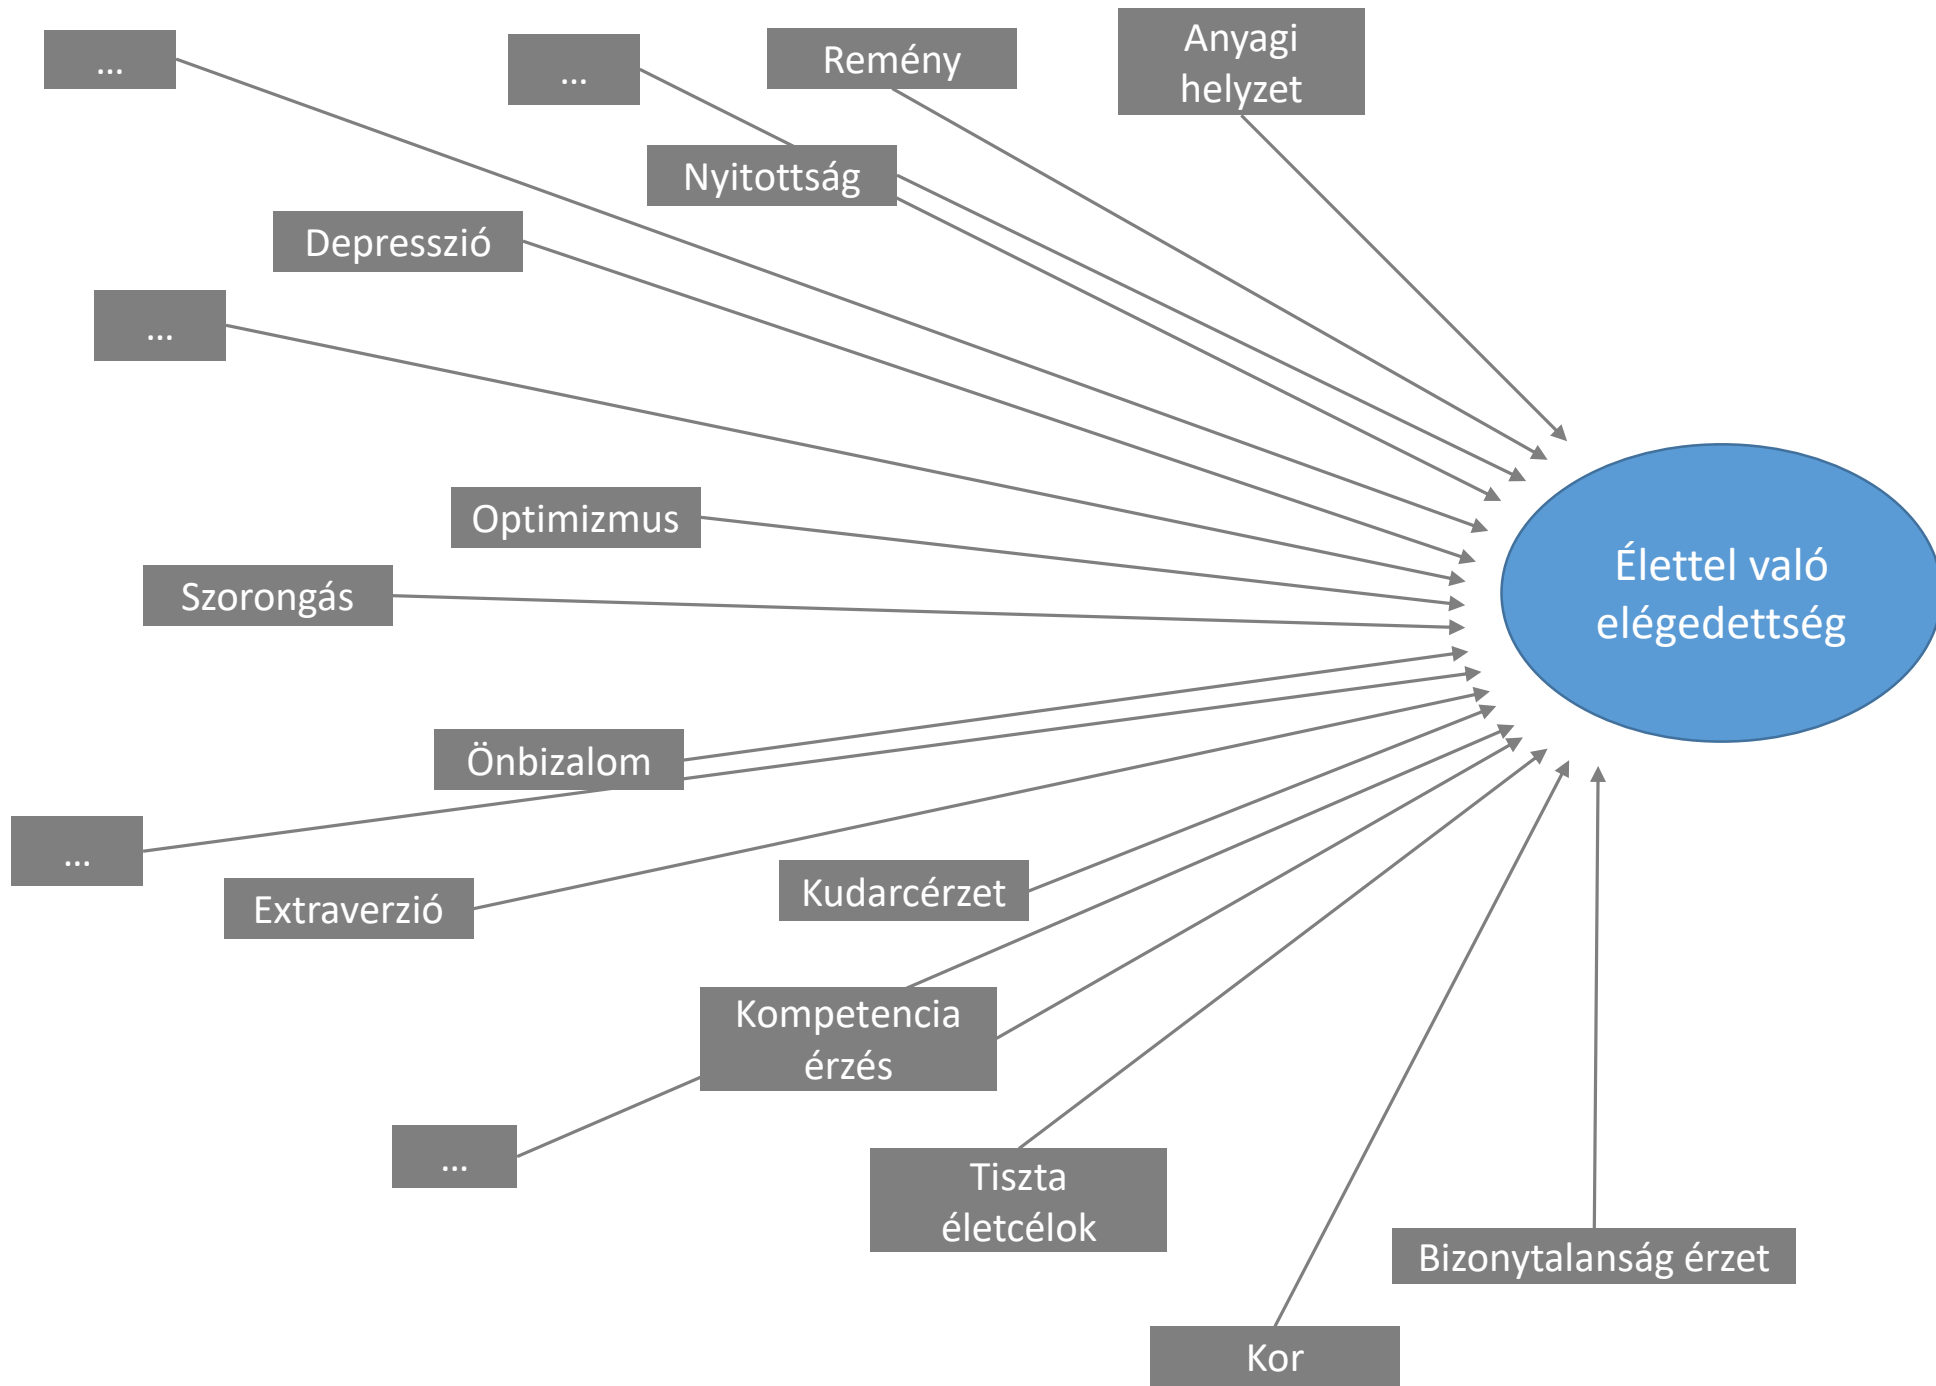 ...
...
Remény
Anyagi
helyzet
Nyitottság
Depresszió
...
Optimizmus
Szorongás
Élettel való
elégedettség
Önbizalom
...
Extraverzió
Kudarcérzet
Kompetencia
érzés
...
Tiszta
életcélok
Bizonytalanság érzet
Kor